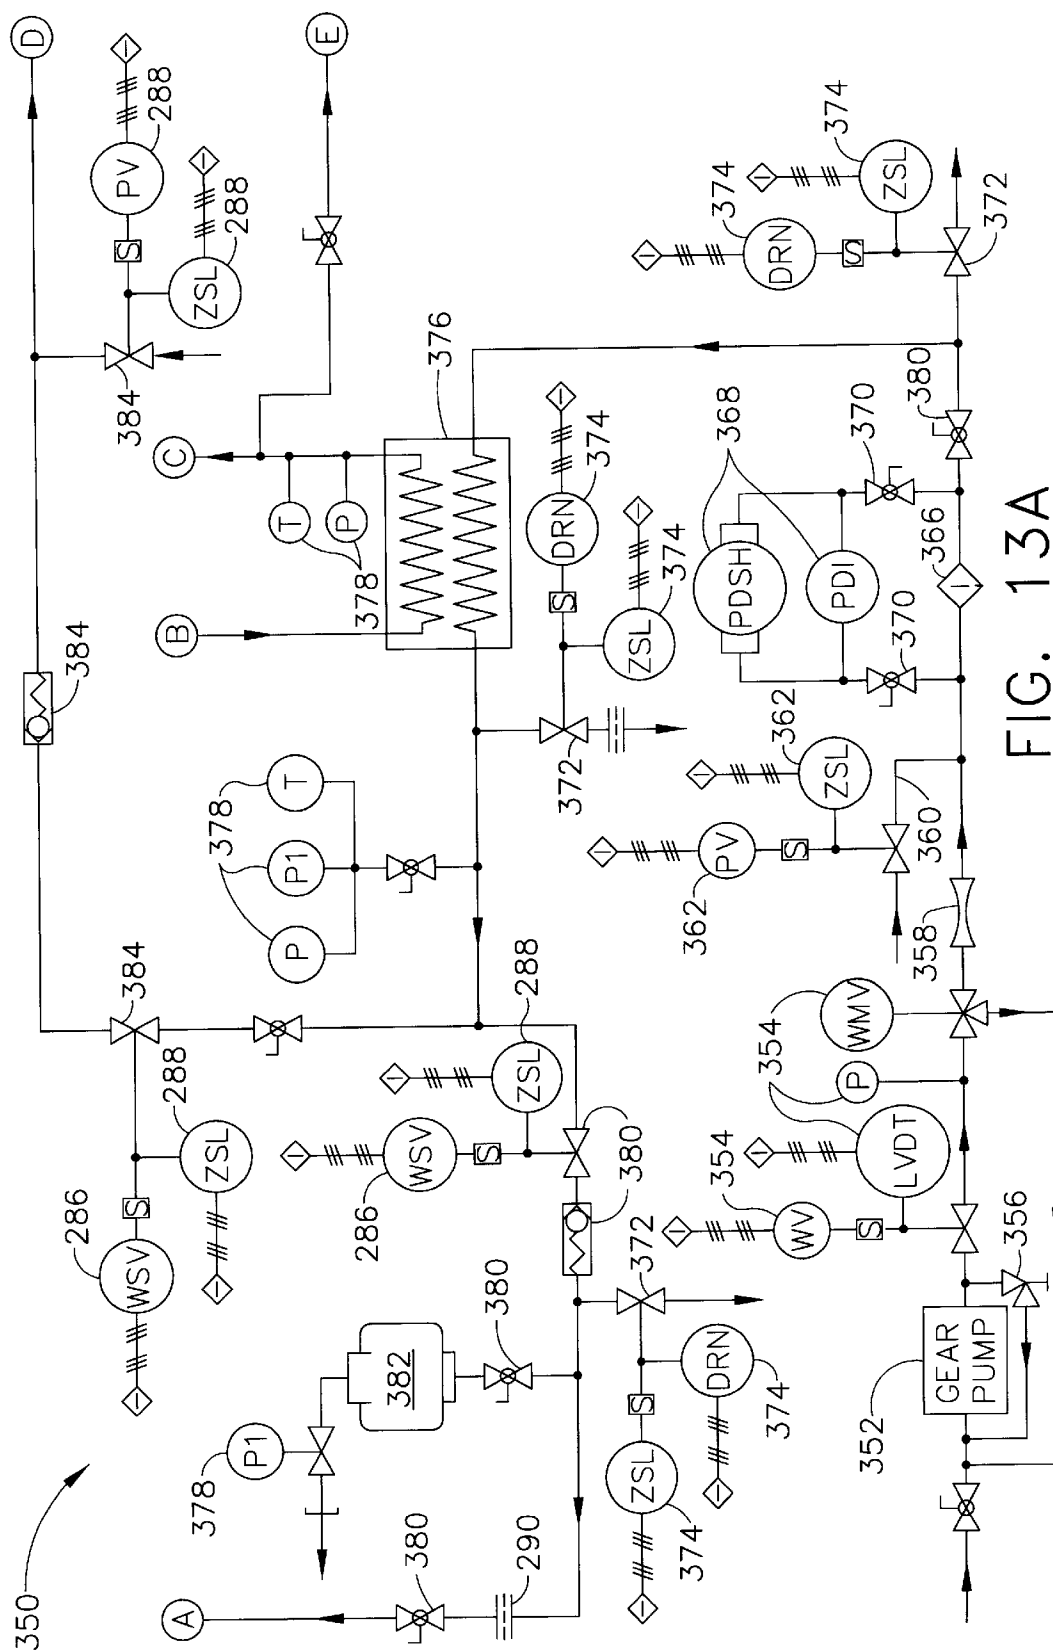 350
D
286
WSV
S
288
ZSL
384
384
384
PV
S
288
ZSL
288
A
380
290
378
P1
382
380
B
C
E
P
P1
T
378
T
P
378
376
286
WSV
S
ZSL
288
380
380
372
S
ZSL
374
DRN
374
372
S
DRN
374
ZSL
374
352
GEAR
PUMP
356
WV
354
S
LVDT
P
WMV
354
358
360
PV
362
S
ZSL
362
366
370
370
PDSH
PDI
368
380
DRN
374
S
ZSL
374
372
FIG. 13A